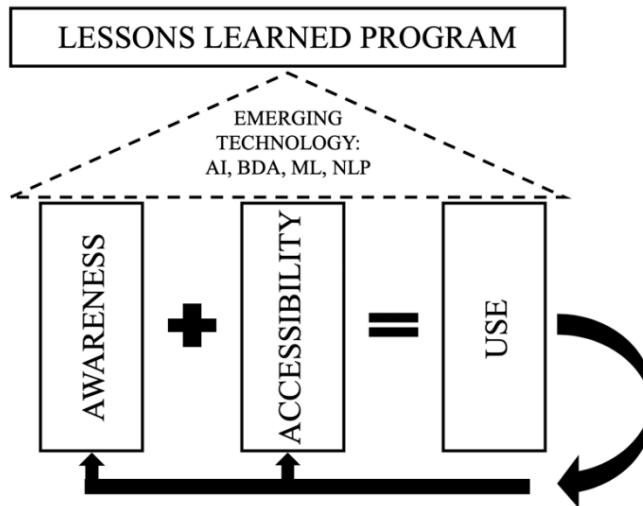 LESSONS LEARNED PROGRAM
EMERGING
TECHNOLOGY:
AI, BDA, ML, NLP
AWARENESS
+
ACCESSIBILITY
=
USE